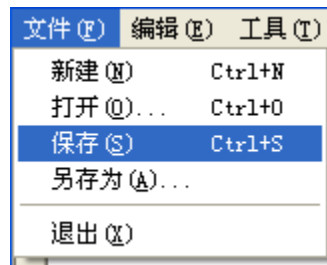 文件(F) 编辑(E) 工具(T)
新建(N) Ctrl+N
打开(O)... Ctrl+O
保存(S) Ctrl+S
另存为(A)...
退出(X)